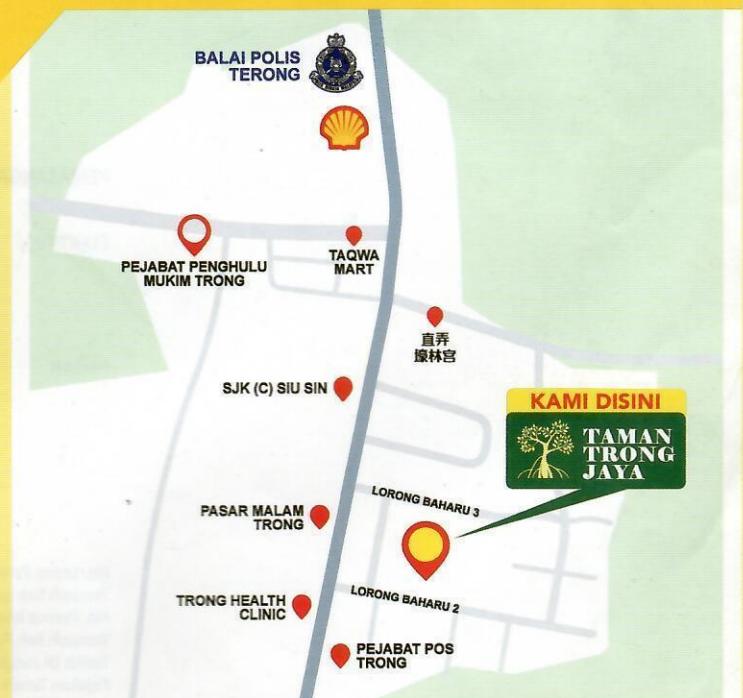 BALAI POLIS
TERONG
PEJABAT PENGHULU
MUKIM TRONG
TAQWA
MART
直弄
壕林宫
SJK (C) SIU SIN
KAMI DISINI
TAMAN
TRONG
JAYA
LORONG BAHARU 3
PASAR MALAM
TRONG
LORONG BAHARU 2
TRONG HEALTH
CLINIC
PEJABAT POS
TRONG